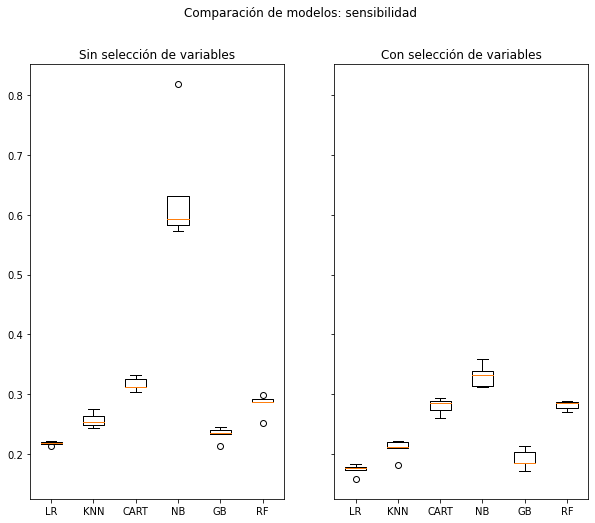 Comparación de modelos: sensibilidad
Sin selección de variables
Con selección de variables
0.8
0.7
0.6
0.5
0.4
0.3
0.2
LR KNN CART NB GB RF
LR KNN CART NB GB RF